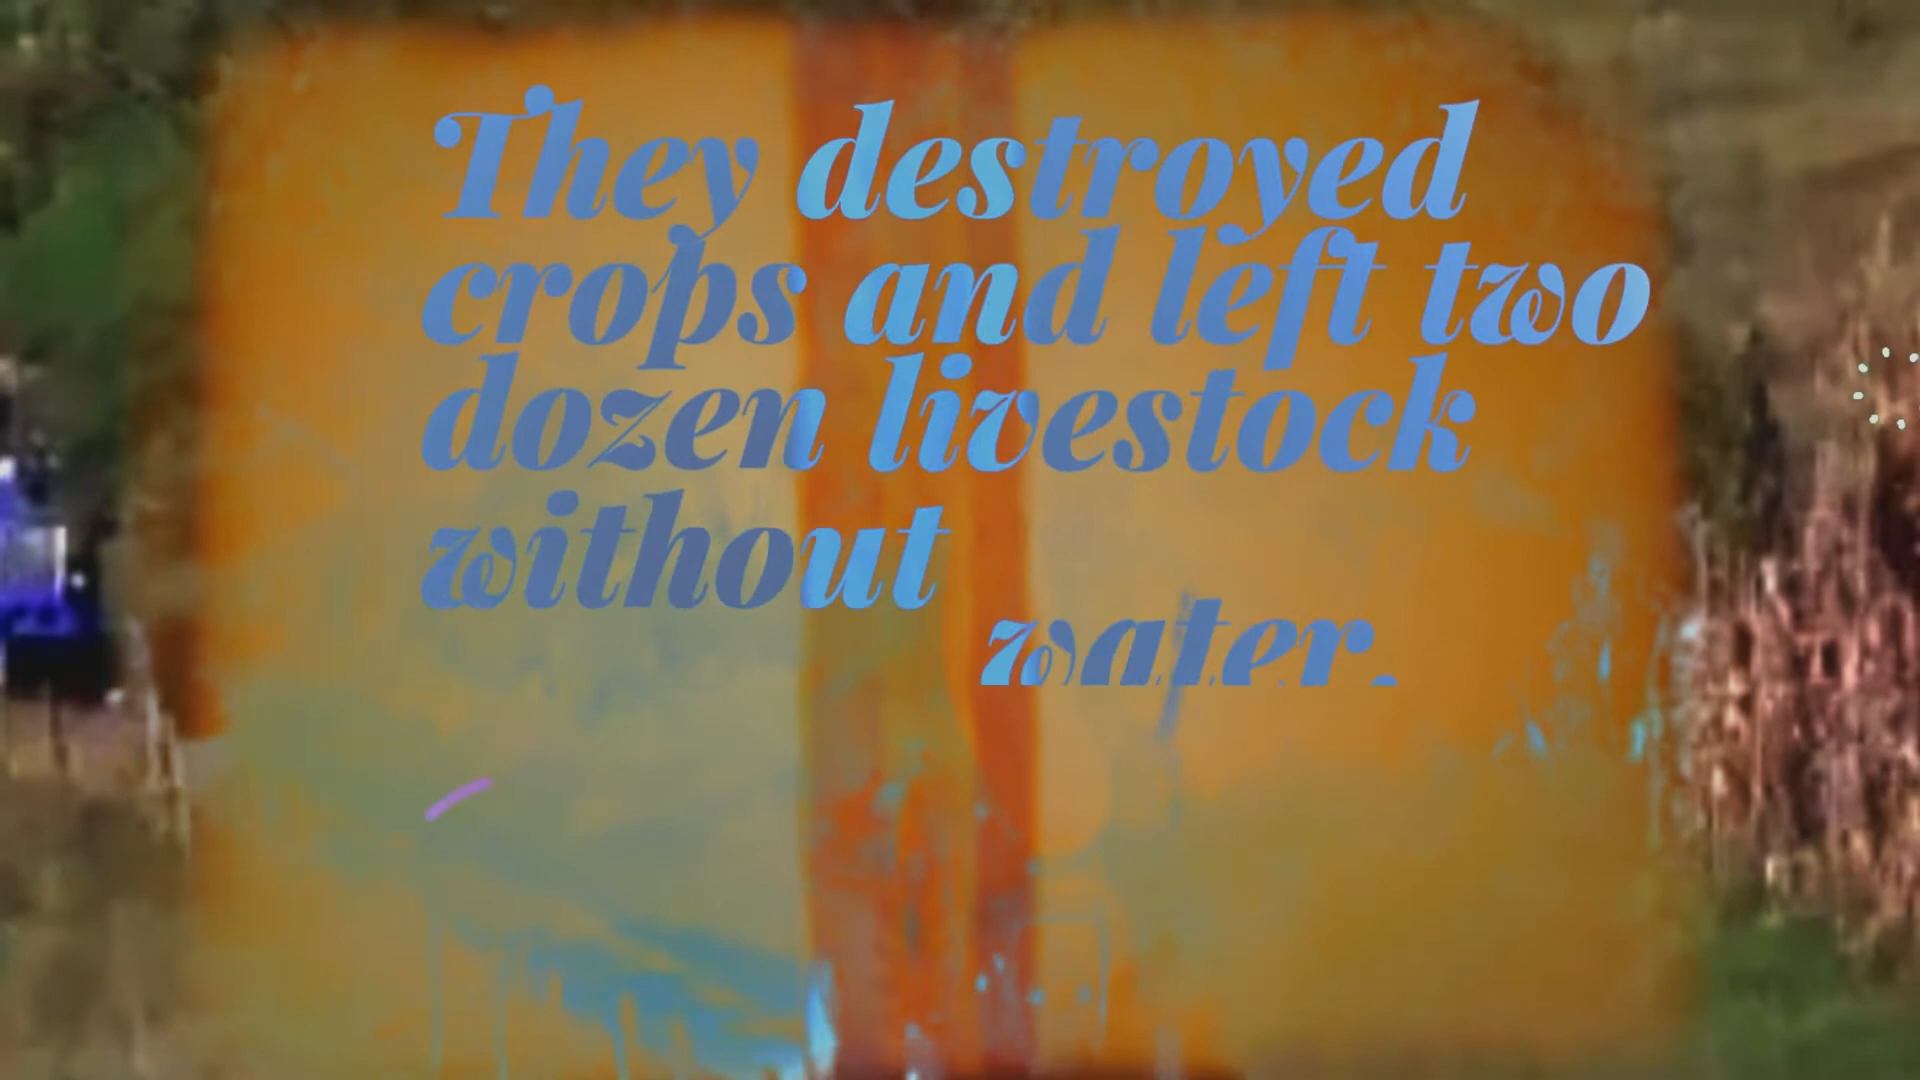 They destroyed
crops and left two
dozen livestock
without
water.